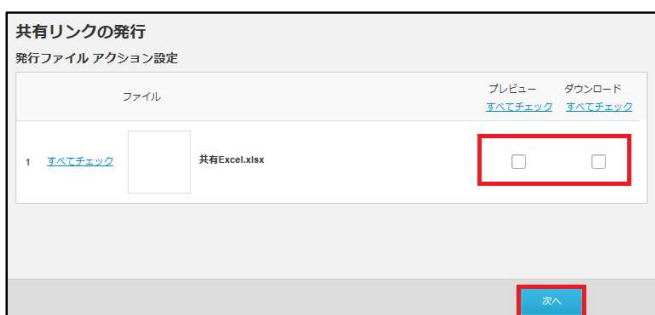 共有リンクの発行
発行ファイル アクション設定
ファイル プレビュー ダウンロード
すべてチェック すべてチェック
1 すべてチェック 共有Excel.xlsx
次へ